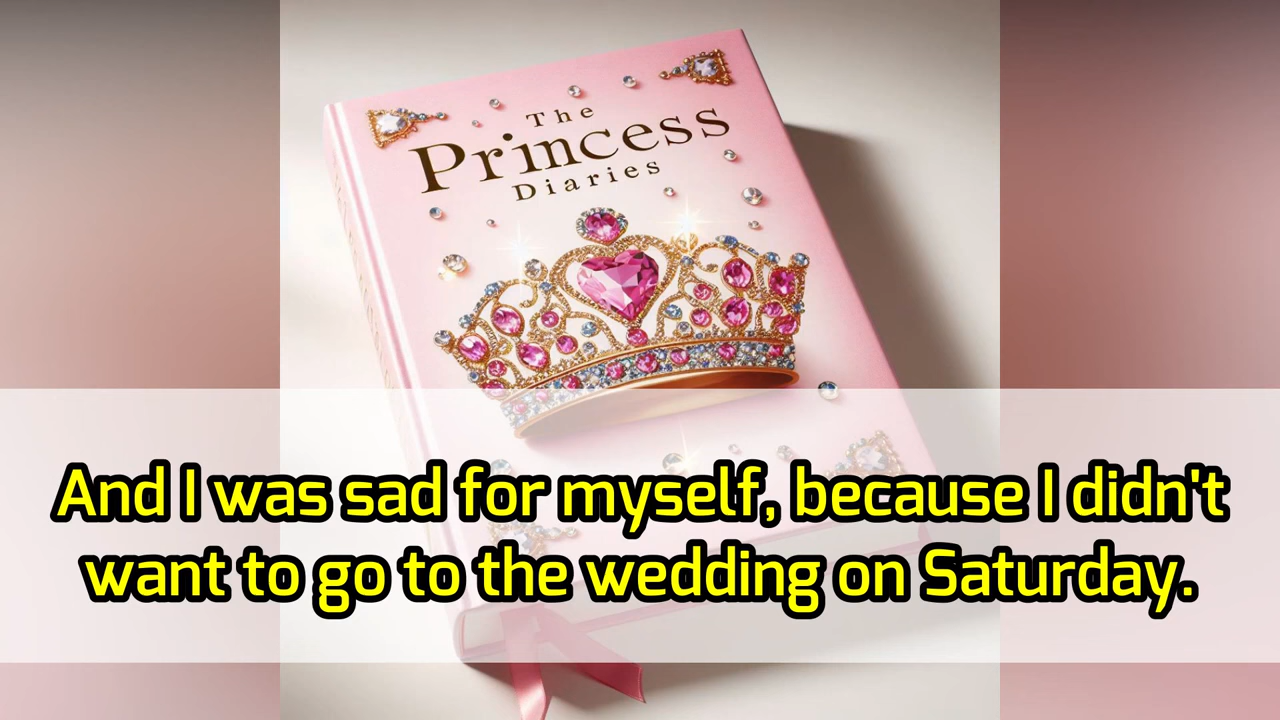 The
Princess
Diaries
And I was sad for myself, because I didn't
want to go to the wedding on Saturday.